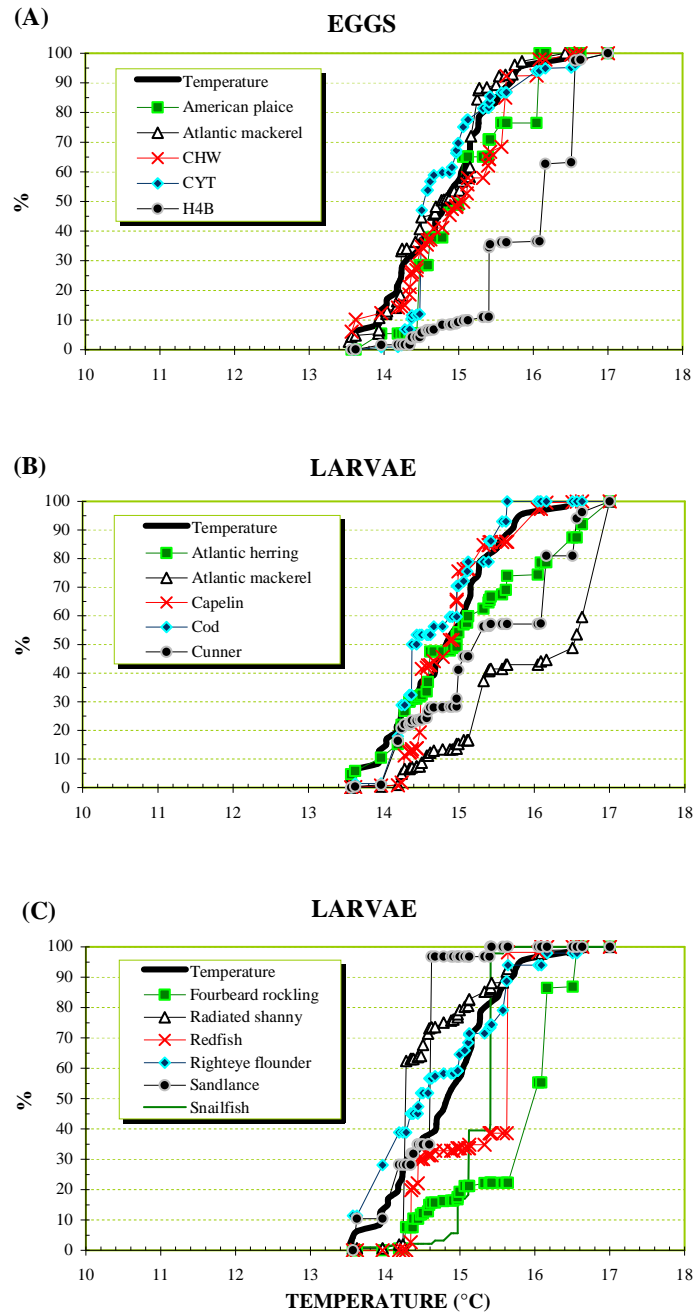 (A)
EGGS
100
90
80
70
60
50
40
30
20
10
0
%
Temperature
American plaice
Atlantic mackerel
CHW
CYT
H4B
10 11 12 13 14 15 16 17 18
(B)
LARVAE
100
90
80
70
60
50
40
30
20
10
0
%
Temperature
Atlantic herring
Atlantic mackerel
Capelin
Cod
Cunner
10 11 12 13 14 15 16 17 18
(C)
LARVAE
100
90
80
70
60
50
40
30
20
10
0
%
Temperature
Fourbeard rockling
Radiated shanny
Redfish
Righteye flounder
Sandlance
Snailfish
10 11 12 13 14 15 16 17 18
TEMPERATURE (°C)